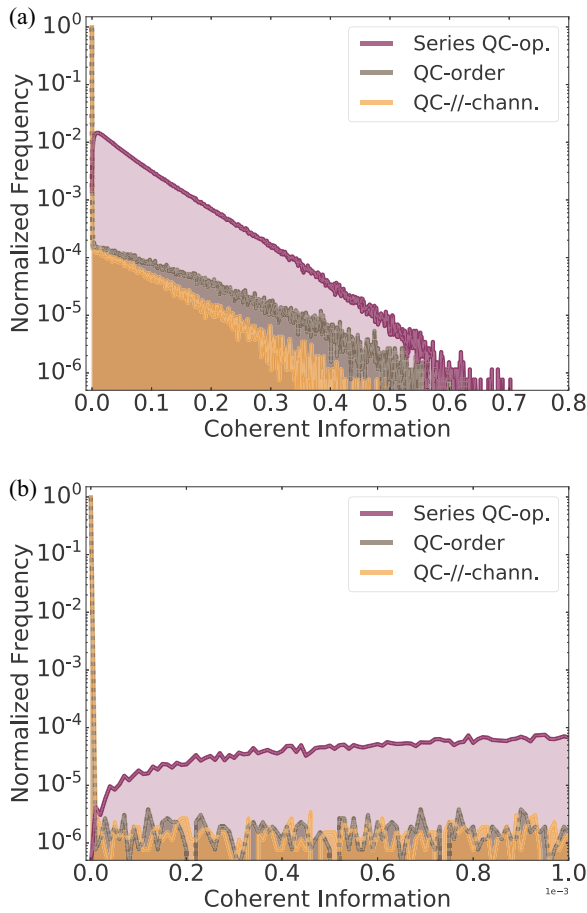 (a)
10^0
10^-1
10^-2
10^-3
10^-4
10^-5
10^-6
Normalized Frequency
Series QC-op.
QC-order
QC-//-chann.
0.0 0.1 0.2 0.3 0.4 0.5 0.6 0.7 0.8
Coherent Information
(b)
10^0
10^-1
10^-2
10^-3
10^-4
10^-5
10^-6
Normalized Frequency
Series QC-op.
QC-order
QC-//-chann.
0.0 0.2 0.4 0.6 0.8 1.0
1e−3
Coherent Information